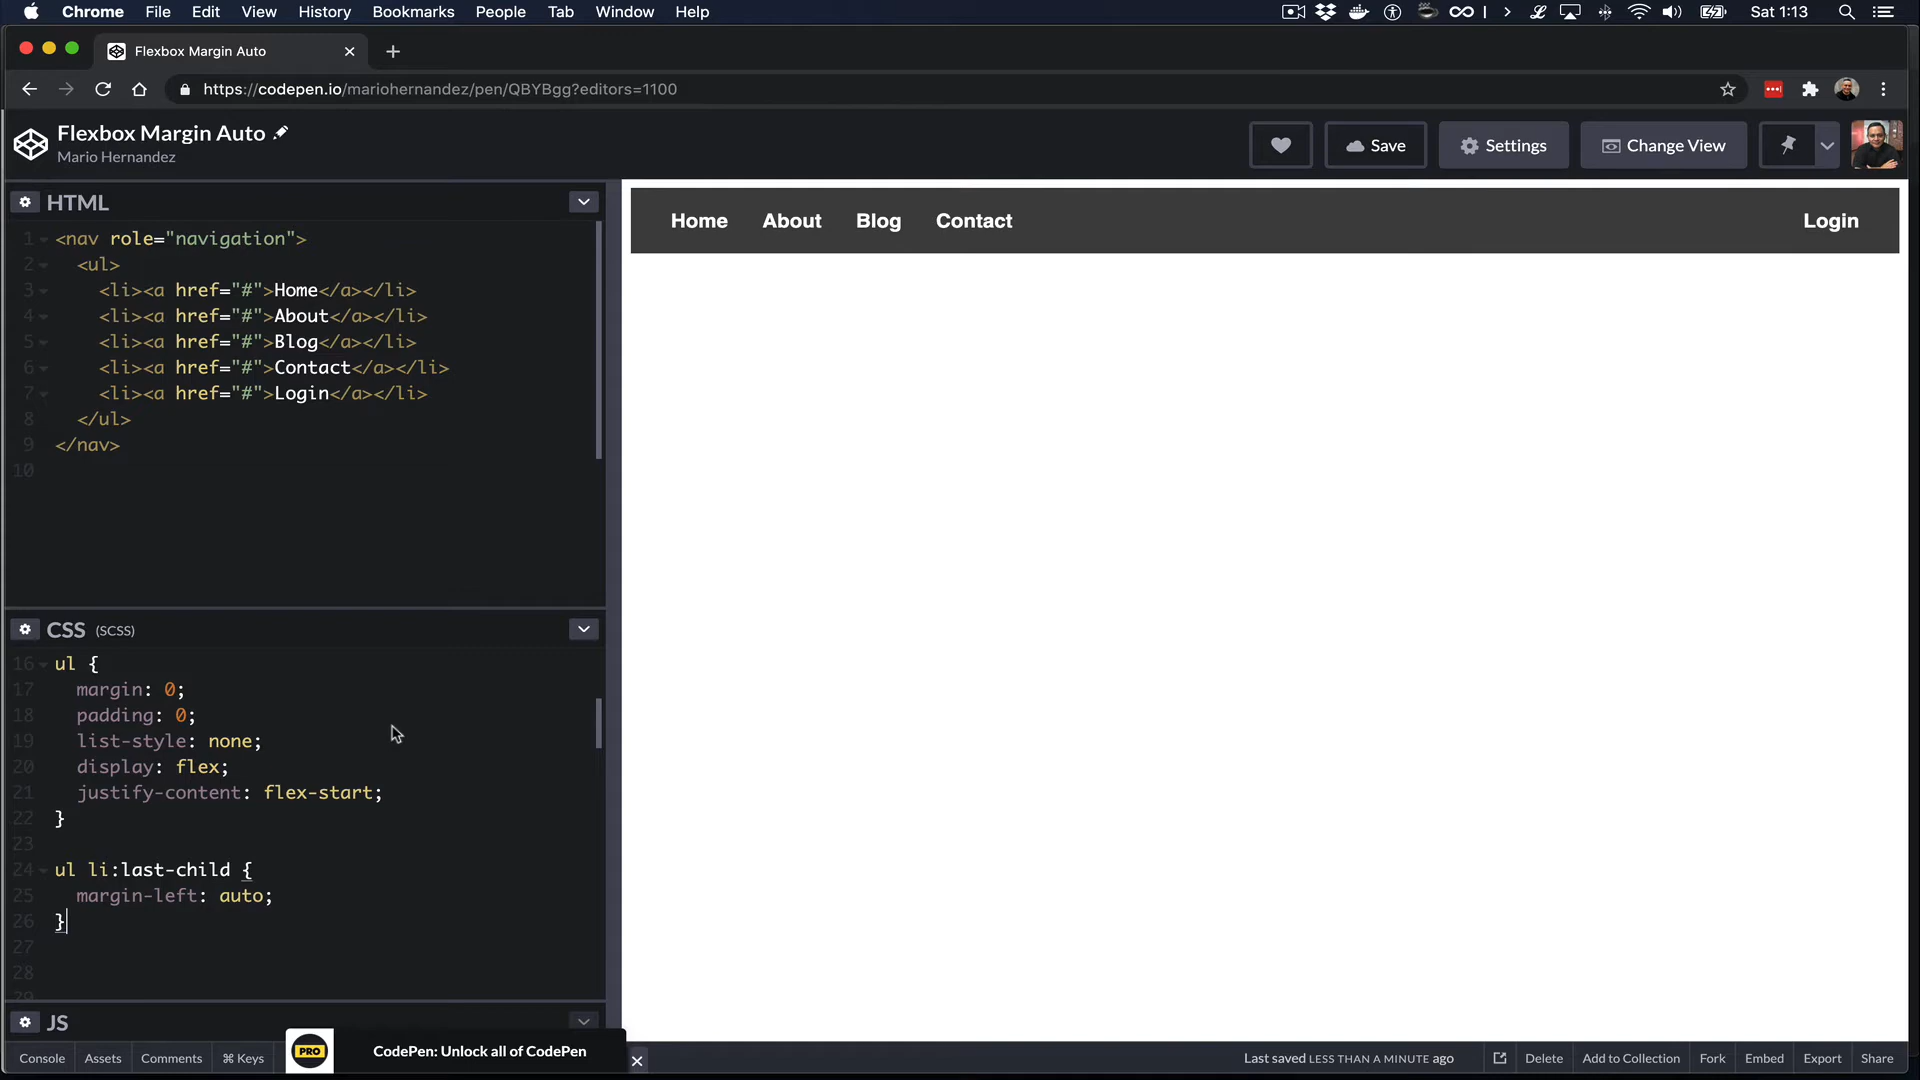 Chrome File Edit View History Bookmarks People Tab Window Help Sat 1:13
Flexbox Margin Auto
https://codepen.io/mariohernandez/pen/QBYBgg?editors=1100
Flexbox Margin Auto
Mario Hernandez
Save Settings Change View
HTML
1 <nav role="navigation">
2 <ul>
3 <li><a href="#">Home</a></li>
4 <li><a href="#">About</a></li>
5 <li><a href="#">Blog</a></li>
6 <li><a href="#">Contact</a></li>
7 <li><a href="#">Login</a></li>
8 </ul>
9 </nav>
10
Home About Blog Contact Login
CSS (SCSS)
16 ul {
17 margin: 0;
18 padding: 0;
19 list-style: none;
20 display: flex;
21 justify-content: flex-start;
22 }
23
24 ul li:last-child {
25 margin-left: auto;
26 }
27
28
29
JS
PRO CodePen: Unlock all of CodePen
Console Assets Comments ⌘ Keys
Last saved LESS THAN A MINUTE ago Delete Add to Collection Fork Embed Export Share